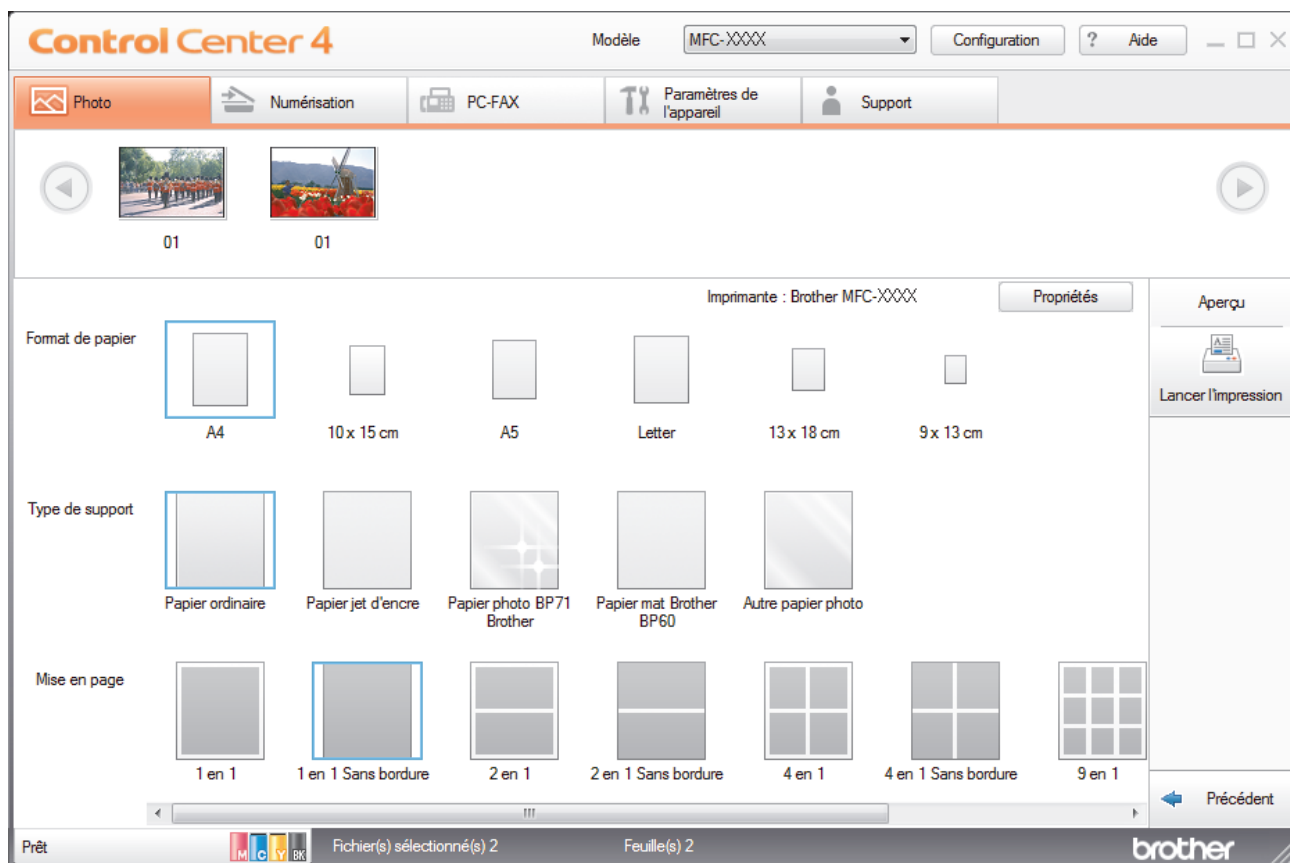 Control Center 4
Modèle
MFC-XXXX
Configuration
? Aide
Photo
Numérisation
PC-FAX
Paramètres de
l'appareil
Support
01
01
Imprimante : Brother MFC-XXXX
Propriétés
Aperçu
Lancer l'impression
Format de papier
A4
10 x 15 cm
A5
Letter
13 x 18 cm
9 x 13 cm
Type de support
Papier ordinaire
Papier jet d'encre
Papier photo BP71
Brother
Papier mat Brother
BP60
Autre papier photo
Mise en page
1 en 1
1 en 1 Sans bordure
2 en 1
2 en 1 Sans bordure
4 en 1
4 en 1 Sans bordure
9 en 1
Précédent
Prêt
M C Y BK
Fichier(s) sélectionné(s) 2
Feuille(s) 2
brother